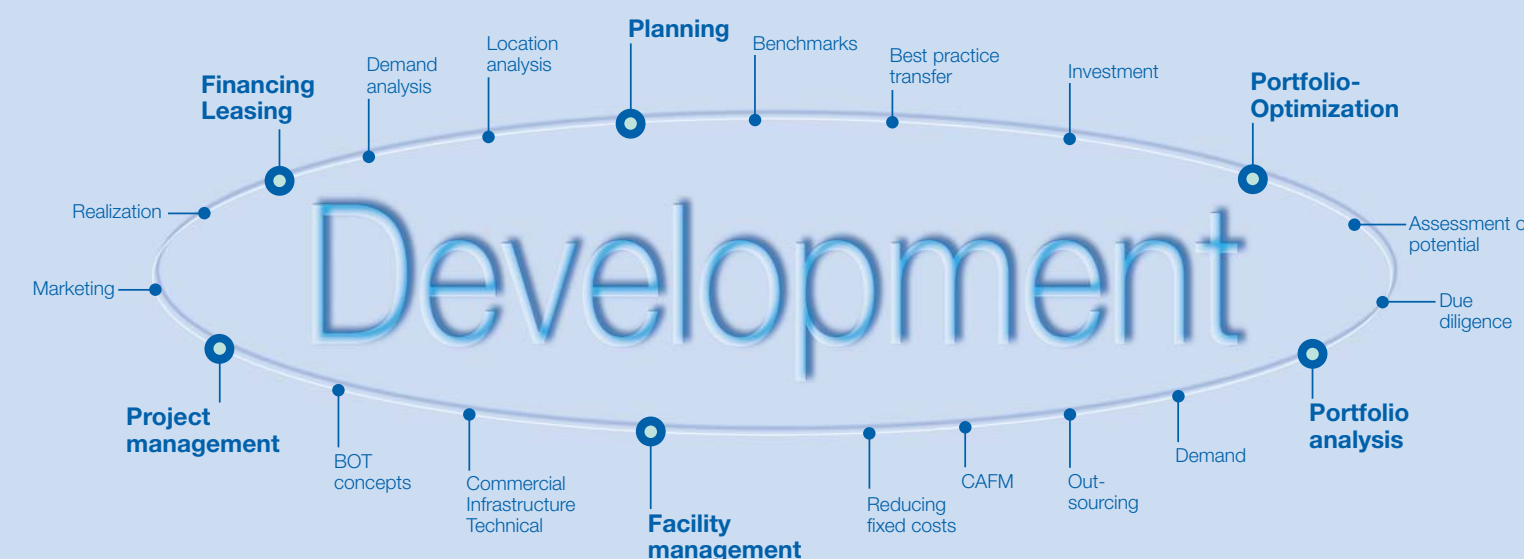 Planning
Location
analysis
Benchmarks
Best practice
transfer
Demand
analysis
Investment
Financing
Leasing
Portfolio-
Optimization
Realization
Assessment
potential
Marketing
Due
diligence
Development
Project
management
Portfolio
analysis
BOT
concepts
Commercial
Infrastructure
Technical
Facility
management
Reducing
fixed costs
CAFM
Out-
sourcing
Demand